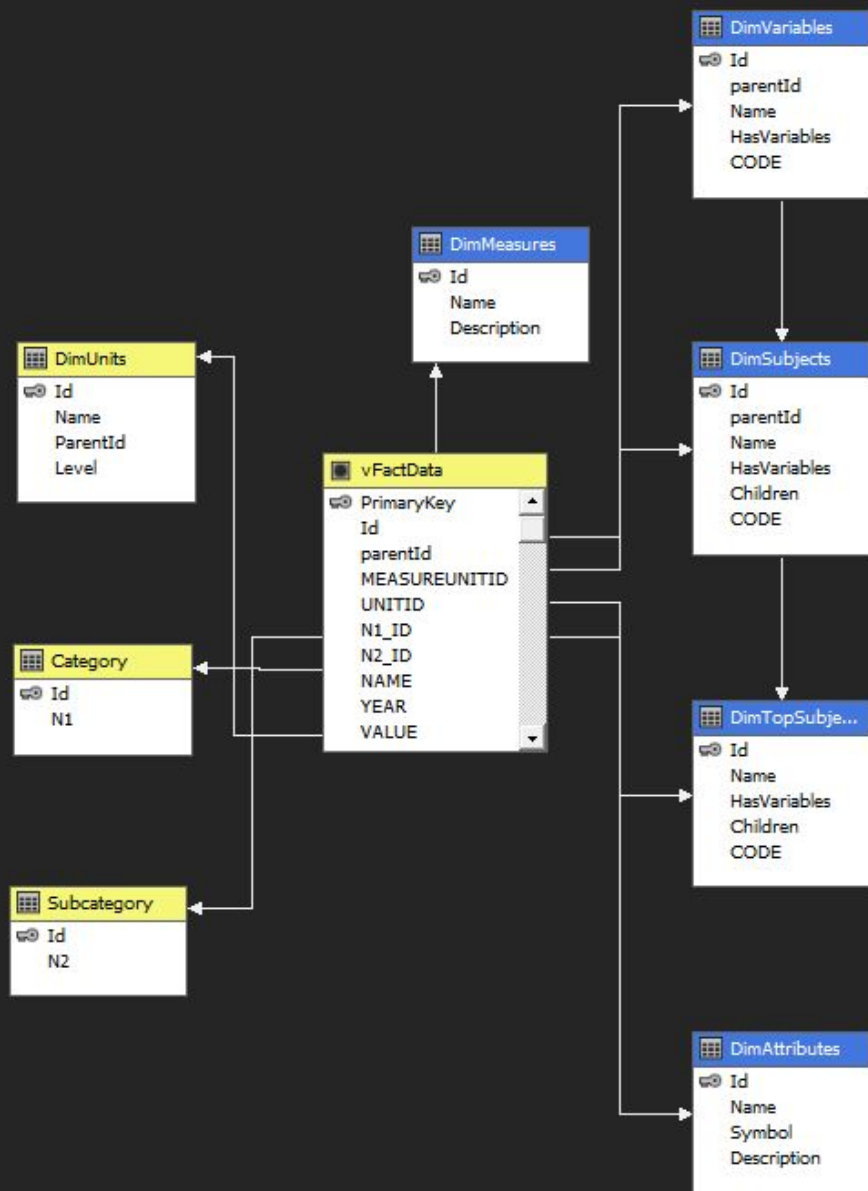 DimVariables
Id
parentId
Name
HasVariables
CODE
DimMeasures
Id
Name
Description
DimUnits
Id
Name
ParentId
Level
DimSubjects
Id
parentId
Name
HasVariables
Children
CODE
vFactData
PrimaryKey
Id
parentId
MEASUREUNITID
UNITID
N1_ID
N2_ID
NAME
YEAR
VALUE
Category
Id
N1
DimTopSubje...
Id
Name
HasVariables
Children
CODE
Subcategory
Id
N2
DimAttributes
Id
Name
Symbol
Description